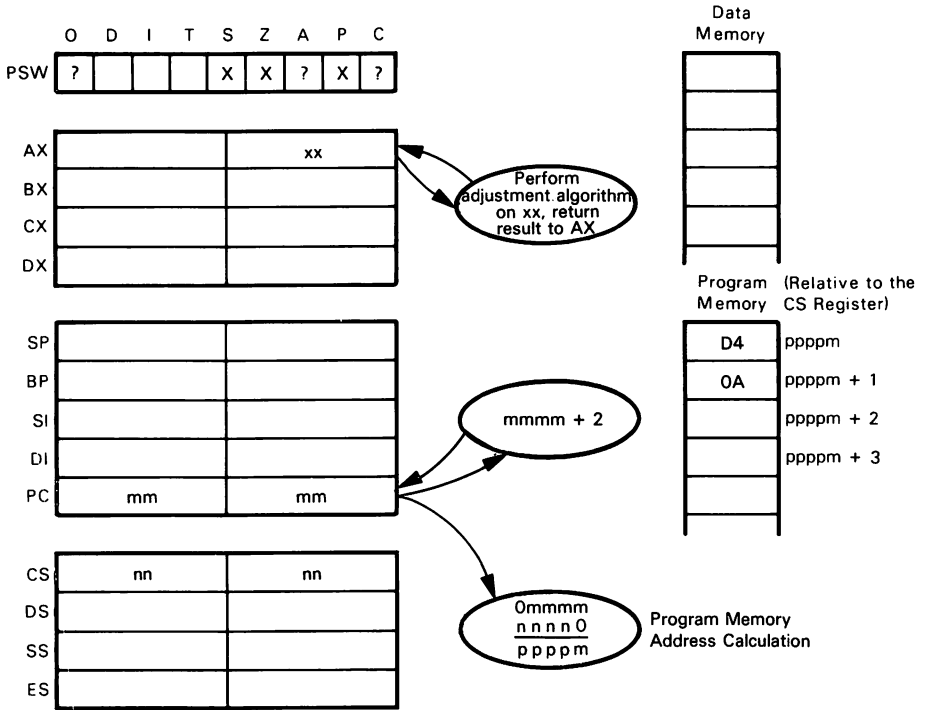 O D I T S Z A P C
PSW ? X X ? X ?
AX xx
BX
CX
DX
Perform
adjustment algorithm
on xx, return
result to AX
SP
BP
SI
DI
PC mm mm
mmmm + 2
CS nn nn
DS
SS
ES
0mmmm
nnnn0
ppppm
Program Memory
Address Calculation
Data
Memory
Program
Memory
(Relative to the
CS Register)
D4 ppppm
0A ppppm + 1
ppppm + 2
ppppm + 3